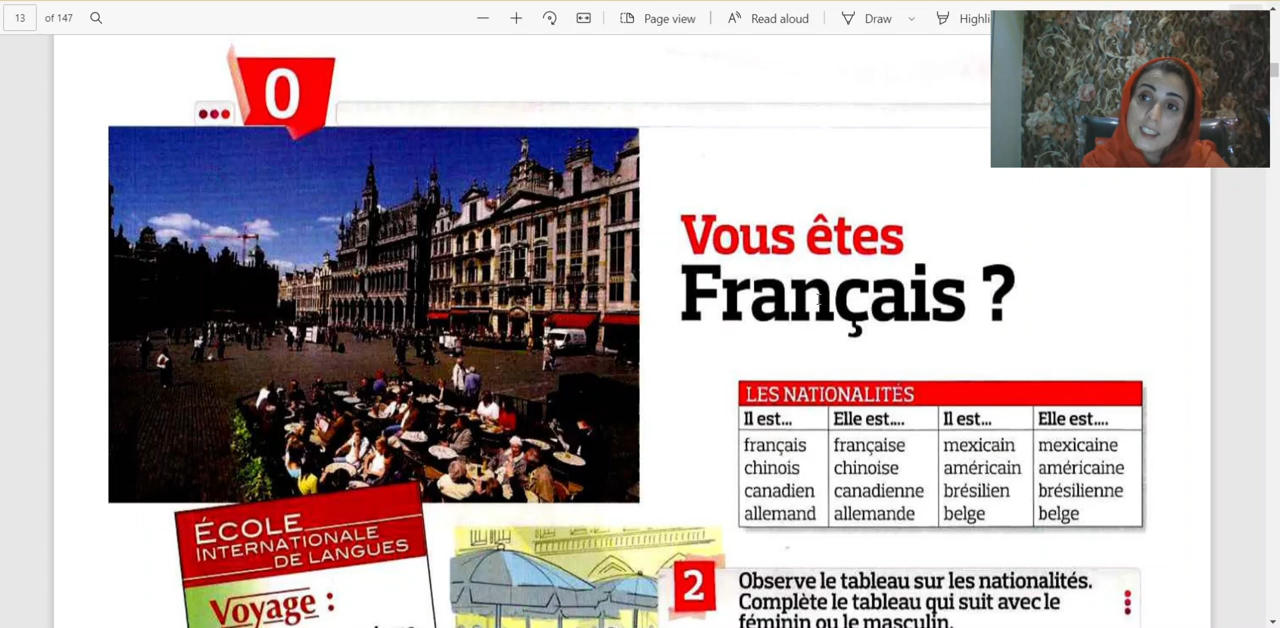 13 of 147
Page view
Read aloud
Draw
0
Vous êtes
Français ?
LES NATIONALITÉS
Il est... Elle est.... Il est... Elle est....
français française mexicain mexicaine
chinois chinoise américain américaine
canadien canadienne brésilien brésilienne
allemand allemande belge belge
ÉCOLE
INTERNATIONALE
DE LANGUES
Voyage :
2
Observe le tableau sur les nationalités.
Complète le tableau qui suit avec le
féminin ou le masculin.